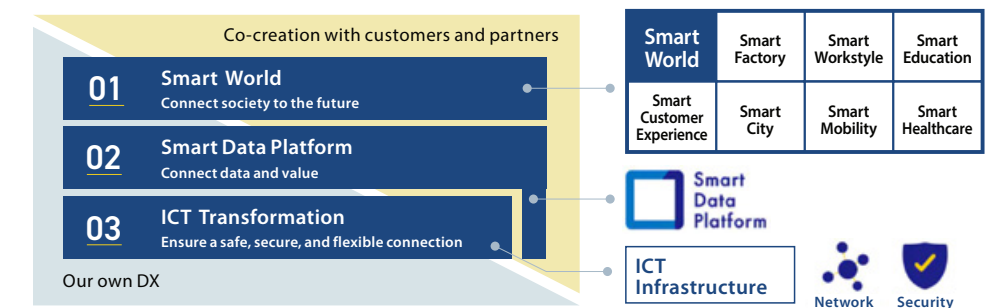 Co-creation with customers and partners
01
Smart World
Connect society to the future
02
Smart Data Platform
Connect data and value
03
ICT Transformation
Ensure a safe, secure, and flexible connection
Our own DX
Smart
World
Smart
Factory
Smart
Workstyle
Smart
Education
Smart
Customer
Experience
Smart
City
Smart
Mobility
Smart
Healthcare
Smart
Data
Platform
ICT
Infrastructure
Network
Security